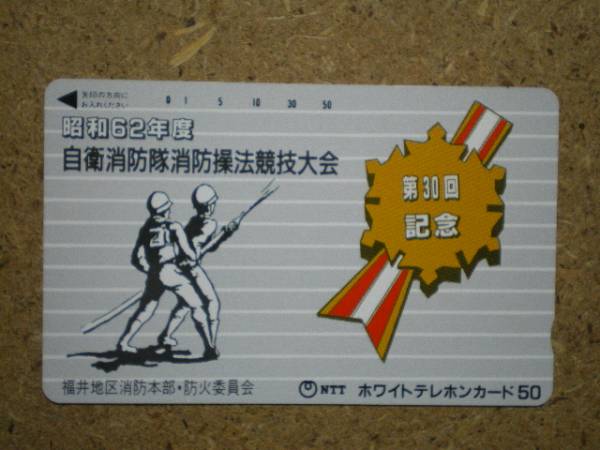 矢印の方向に
お入れください
0 1 5 10 30 50
昭和62年度
自衛消防隊消防操法競技大会
第30回
記念
福井地区消防本部・防火委員会
NTT ホワイトテレホンカード50